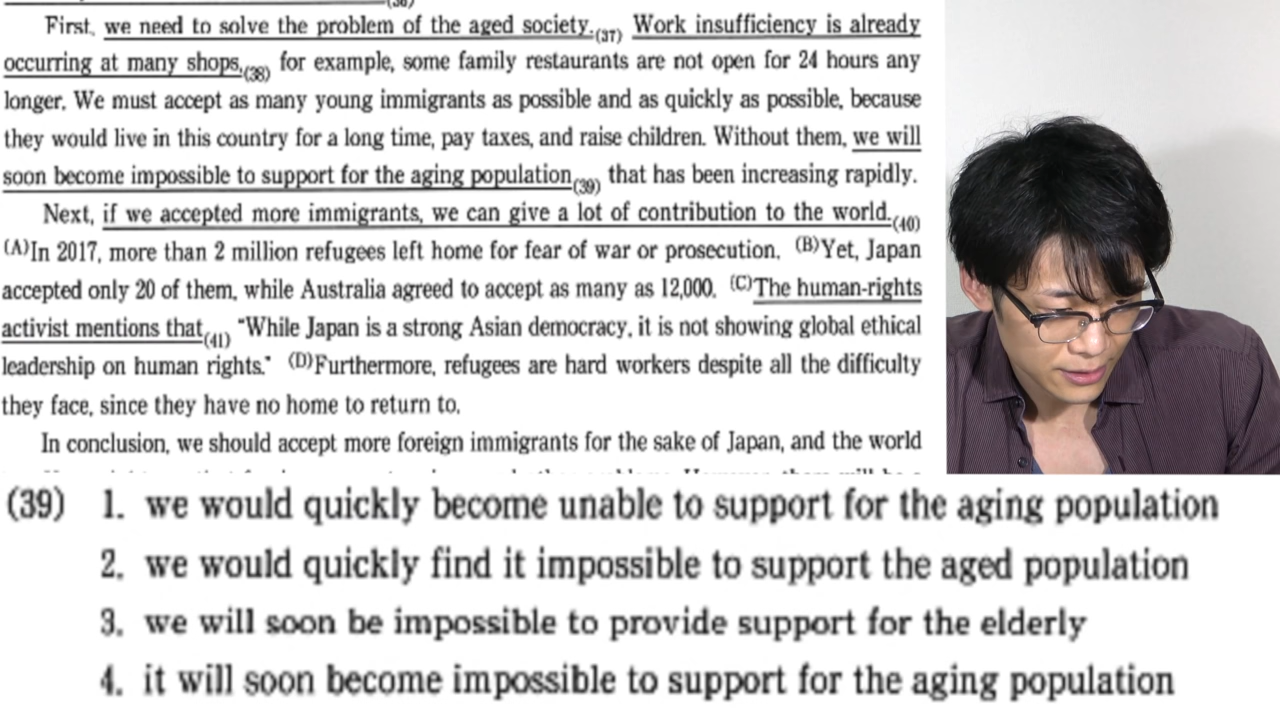 (38)
First, we need to solve the problem of the aged society.(37) Work insufficiency is already
occurring at many shops,(38) for example, some family restaurants are not open for 24 hours any
longer. We must accept as many young immigrants as possible and as quickly as possible, because
they would live in this country for a long time, pay taxes, and raise children. Without them, we will
soon become impossible to support for the aging population(39) that has been increasing rapidly.
Next, if we accepted more immigrants, we can give a lot of contribution to the world.(40)
(A)In 2017, more than 2 million refugees left home for fear of war or prosecution. (B)Yet, Japan
accepted only 20 of them, while Australia agreed to accept as many as 12,000. (C)The human-rights
activist mentions that(41) "While Japan is a strong Asian democracy, it is not showing global ethical
leadership on human rights." (D)Furthermore, refugees are hard workers despite all the difficulty
they face, since they have no home to return to.
In conclusion, we should accept more foreign immigrants for the sake of Japan, and the world
(39) 1. we would quickly become unable to support for the aging population
2. we would quickly find it impossible to support the aged population
3. we will soon be impossible to provide support for the elderly
4. it will soon become impossible to support for the aging population